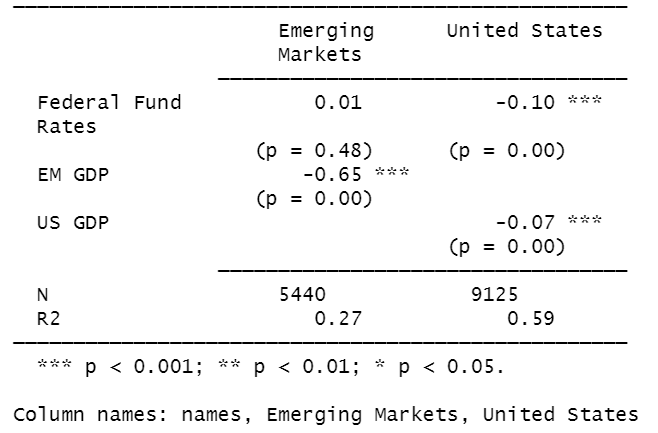 Emerging United States
Markets
Federal Fund 0.01 -0.10 ***
Rates
(p = 0.48) (p = 0.00)
EM GDP -0.65 ***
(p = 0.00)
US GDP -0.07 ***
(p = 0.00)
N 5440 9125
R2 0.27 0.59
*** p < 0.001; ** p < 0.01; * p < 0.05.
Column names: names, Emerging Markets, United States